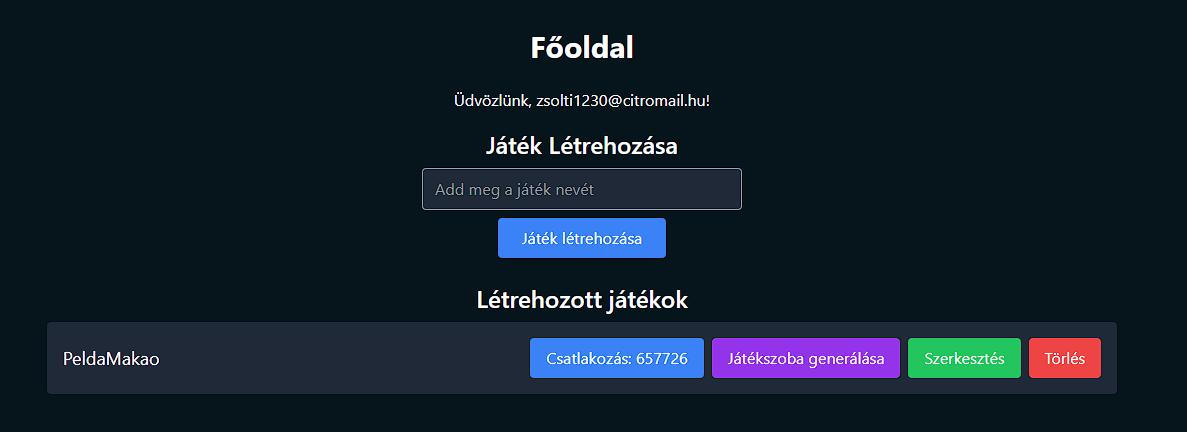 Főoldal
Üdvözlünk, zsolti1230@citromail.hu!
Játék Létrehozása
Add meg a játék nevét
Játék létrehozása
Létrehozott játékok
PeldaMakao Csatlakozás: 657726 Játékszoba generálása Szerkesztés Törlés